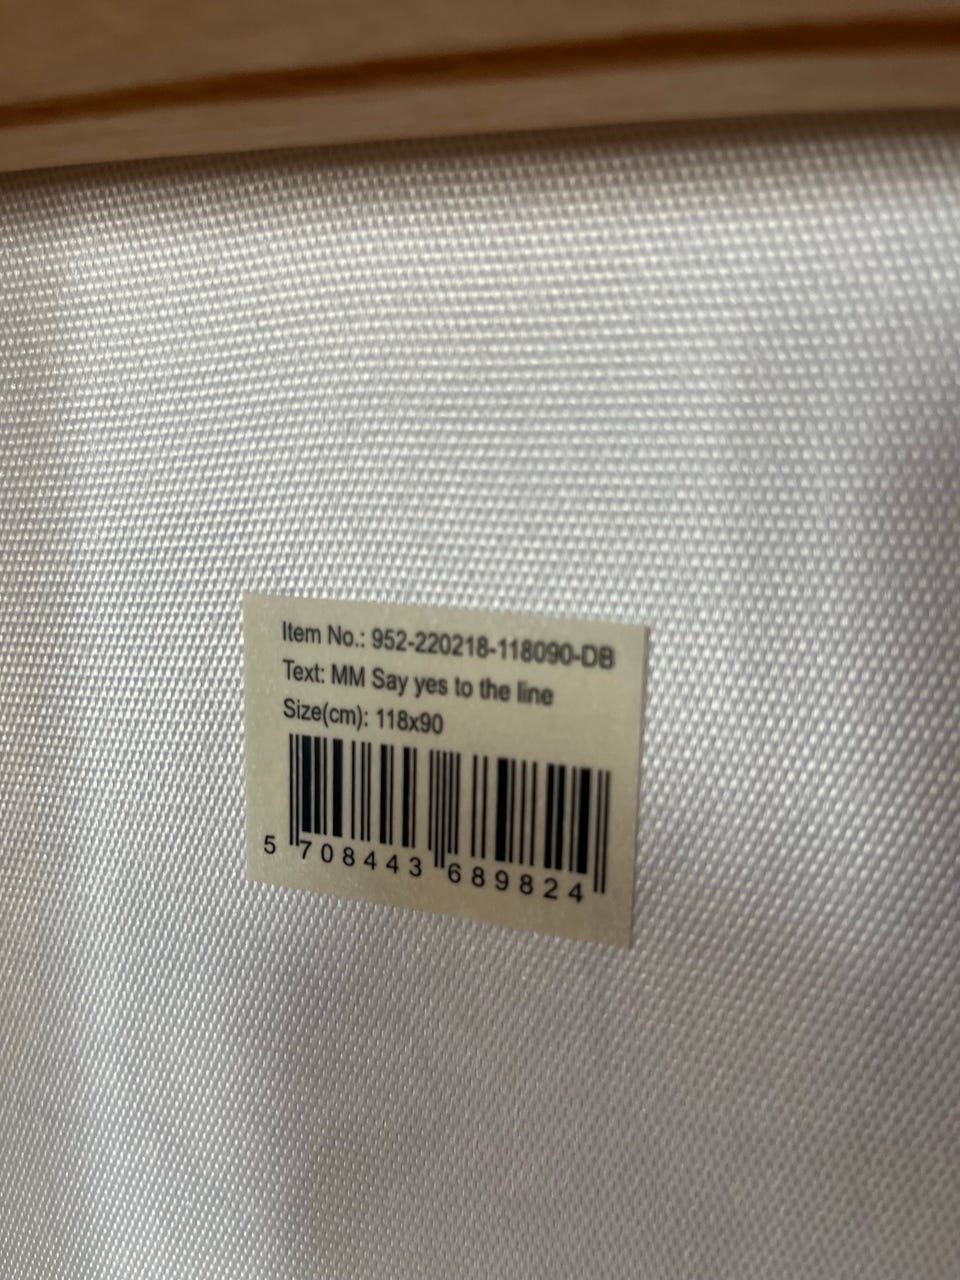 Item No.: 952-220218-118090-DB
Text: MM Say yes to the line
Size(cm): 118x90
5 708443 689824